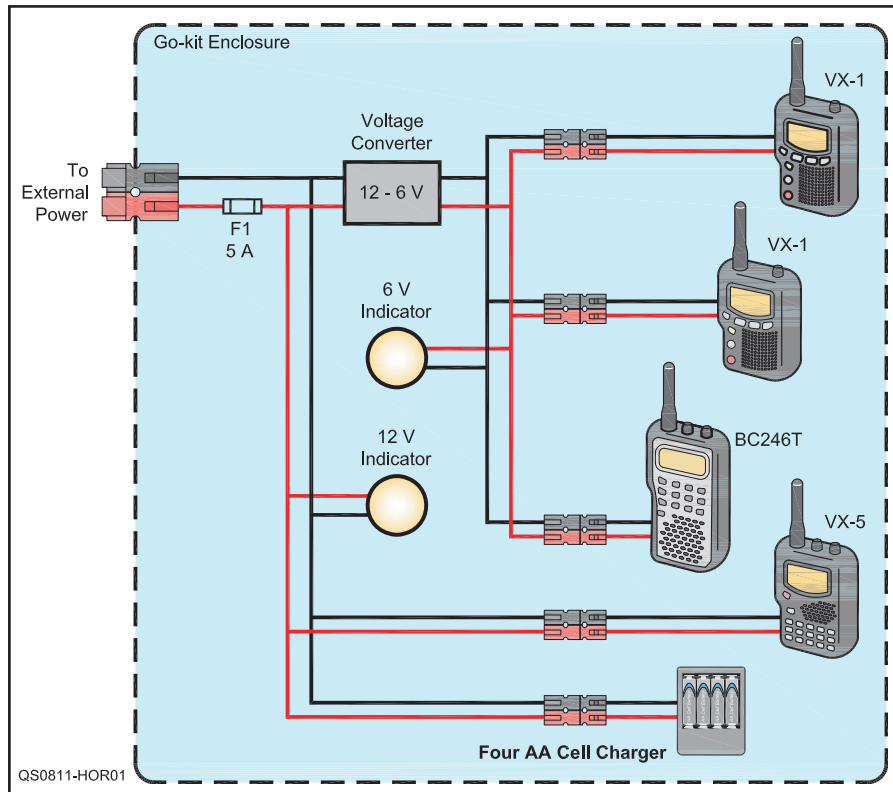 Go-kit Enclosure
VX-1
Voltage
Converter
To
External
Power
12 - 6 V
F1
5 A
VX-1
6 V
Indicator
12 V
Indicator
BC246T
VX-5
Four AA Cell Charger
QS0811-HOR01